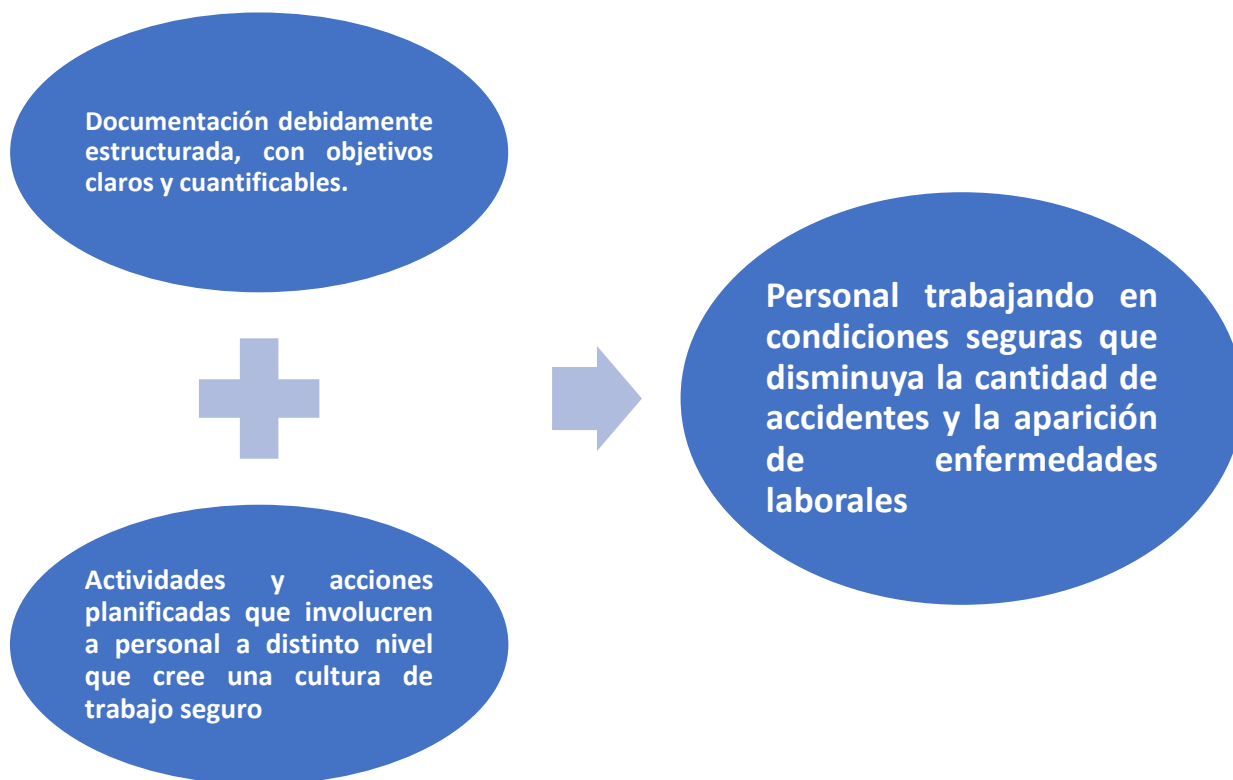 Documentación debidamente
estructurada, con objetivos
claros y cuantificables.
Actividades y acciones
planificadas que involucren
a personal a distinto nivel
que cree una cultura de
trabajo seguro
Personal trabajando en
condiciones seguras que
disminuya la cantidad de
accidentes y la aparición
de enfermedades
laborales